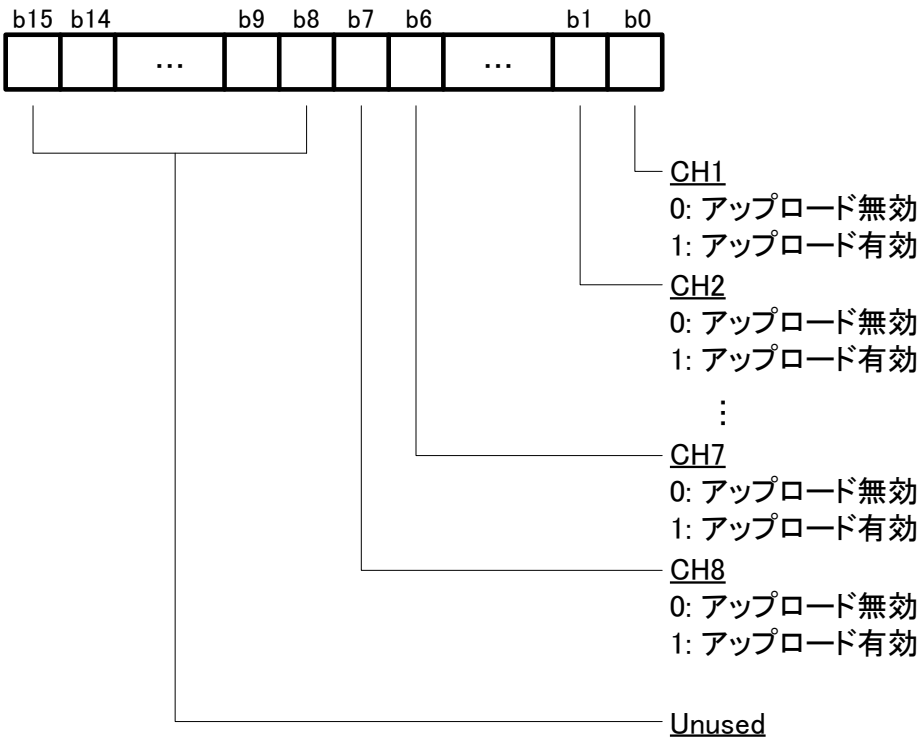 b15 b14 b9 b8 b7 b6 b1 b0
… …
CH1
0: アップロード無効
1: アップロード有効
CH2
0: アップロード無効
1: アップロード有効
⋮
CH7
0: アップロード無効
1: アップロード有効
CH8
0: アップロード無効
1: アップロード有効
Unused